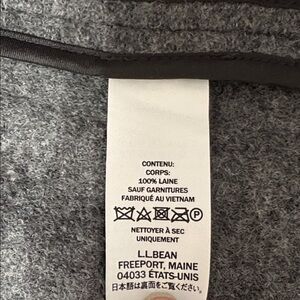 CONTENU:
CORPS:
100% LAINE
SAUF GARNITURES
FABRIQUÉ AU VIETNAM
P
NETTOYER À SEC
UNIQUEMENT
L.L.BEAN
FREEPORT, MAINE
04033 ÉTATS-UNIS
日本語は裏面をご覧ください。